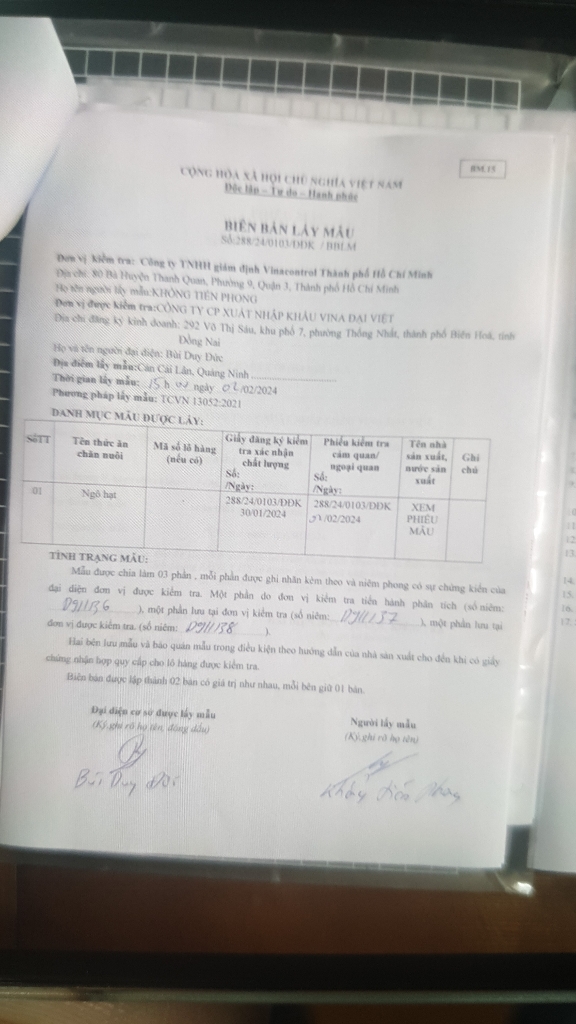 BM.15
CỘNG HÒA XÃ HỘI CHỦ NGHĨA VIỆT NAM
Độc lập – Tự do – Hạnh phúc
BIÊN BẢN LẤY MẪU
Số:288/24/0103/ĐĐK / BBLM
Đơn vị kiểm tra: Công ty TNHH giám định Vinacontrol Thành phố Hồ Chí Minh
Địa chỉ: 80 Bà Huyện Thanh Quan, Phường 9, Quận 3, Thành phố Hồ Chí Minh
Họ tên người lấy mẫu:KHỔNG TIẾN PHONG
Đơn vị được kiểm tra:CÔNG TY CP XUẤT NHẬP KHẨU VINA ĐẠI VIỆT
Địa chỉ đăng ký kinh doanh: 292 Võ Thị Sáu, khu phố 7, phường Thống Nhất, thành phố Biên Hoà, tỉnh
Đồng Nai
Họ và tên người đại diện: Bùi Duy Đức
Địa điểm lấy mẫu:Cảng Cái Lân, Quảng Ninh
Thời gian lấy mẫu: 15 h 00 ngày 02/02/2024
Phương pháp lấy mẫu: TCVN 13052:2021
DANH MỤC MẪU ĐƯỢC LẤY:
SốTT Tên thức ăn chăn nuôi Mã số lô hàng (nếu có) Giấy đăng ký kiểm tra xác nhận chất lượng Số: /Ngày: Phiếu kiểm tra cảm quan/ ngoại quan Số: /Ngày: Tên nhà sản xuất, nước sản xuất Ghi chú
01 Ngô hạt - 288/24/0103/ĐĐK 30/01/2024 288/24/0103/ĐĐK /02/2024 XEM PHIẾU MẪU
TÌNH TRẠNG MẪU:
Mẫu được chia làm 03 phần , mỗi phần được ghi nhãn kèm theo và niêm phong có sự chứng kiến của
đại diện đơn vị được kiểm tra. Một phần do đơn vị kiểm tra tiến hành phân tích (số niêm:
D911136 ), một phần lưu tại đơn vị kiểm tra (số niêm: D911137 ), một phần lưu tại
đơn vị được kiểm tra. (số niêm: D911138 ).
Hai bên lưu mẫu và bảo quản mẫu trong điều kiện theo hướng dẫn của nhà sản xuất cho đến khi có giấy
chứng nhận hợp quy cấp cho lô hàng được kiểm tra.
Biên bản được lập thành 02 bản có giá trị như nhau, mỗi bên giữ 01 bản.
Đại diện cơ sở được lấy mẫu
(Ký,ghi rõ họ tên, đóng dấu)
Bùi Duy Đức
Người lấy mẫu
(Ký,ghi rõ họ tên)
Khổng Tiến Phong
12
13.
14.
15.
16.
17.